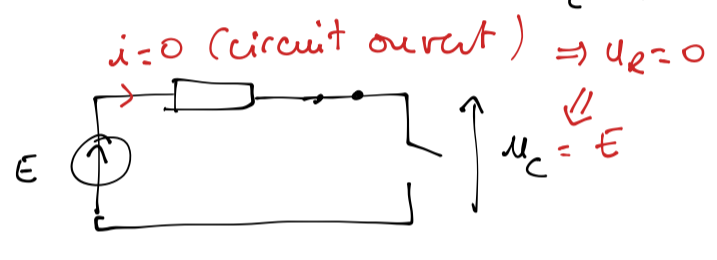 i=0 (circuit ouvert) ⇒ u_R=0
⇓
E
u_C = E